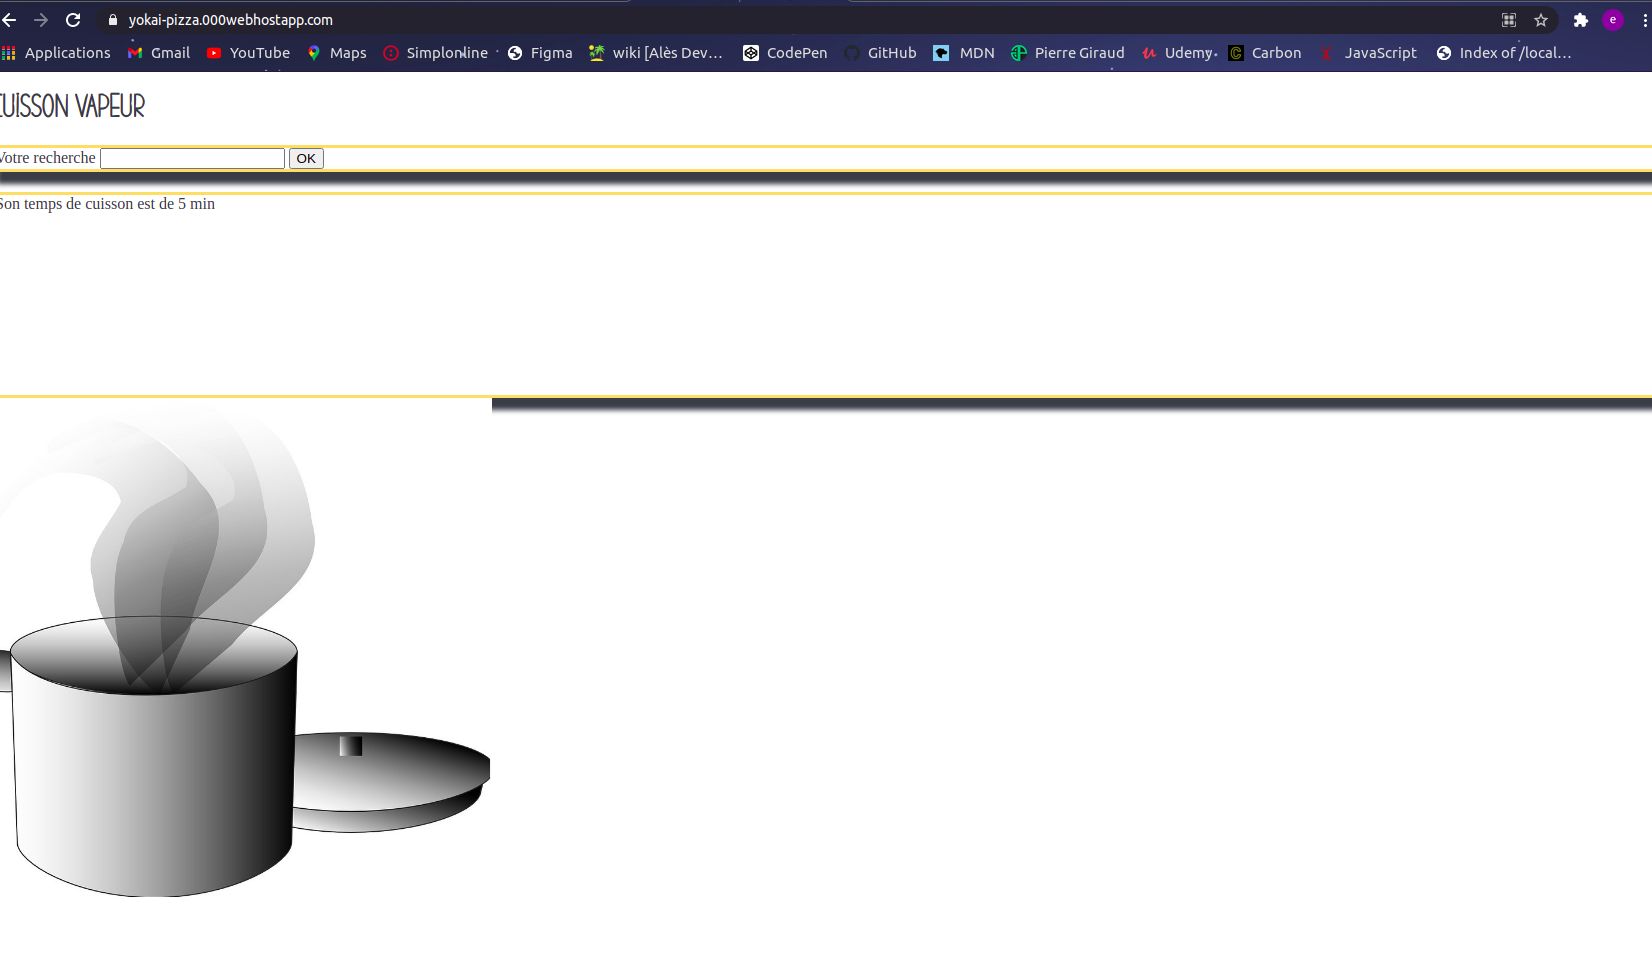 yokai-pizza.000webhostapp.com
e
Applications Gmail YouTube Maps Simplonline Figma wiki [Alès Dev... CodePen GitHub MDN Pierre Giraud Udemy Carbon JavaScript Index of /local...
CUISSON VAPEUR
Votre recherche OK
Son temps de cuisson est de 5 min